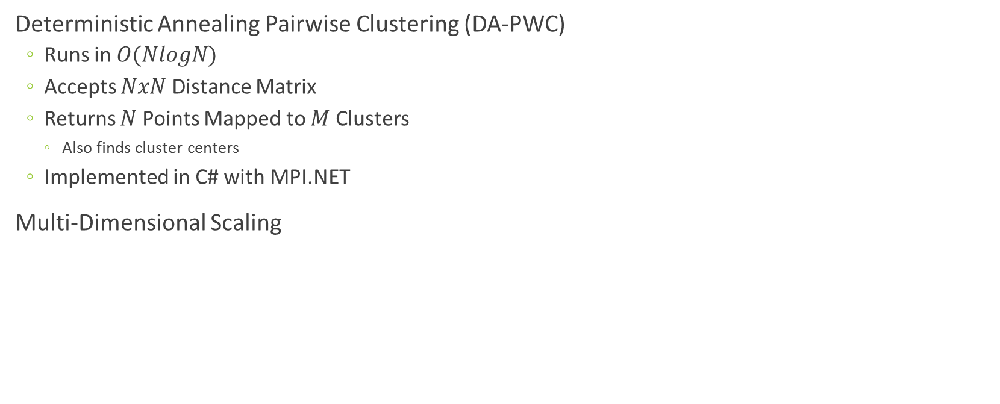 Deterministic Annealing Pairwise Clustering (DA-PWC)
◦ Runs in O(NlogN)
◦ Accepts NxN Distance Matrix
◦ Returns N Points Mapped to M Clusters
◦ Also finds cluster centers
◦ Implemented in C# with MPI.NET
Multi-Dimensional Scaling